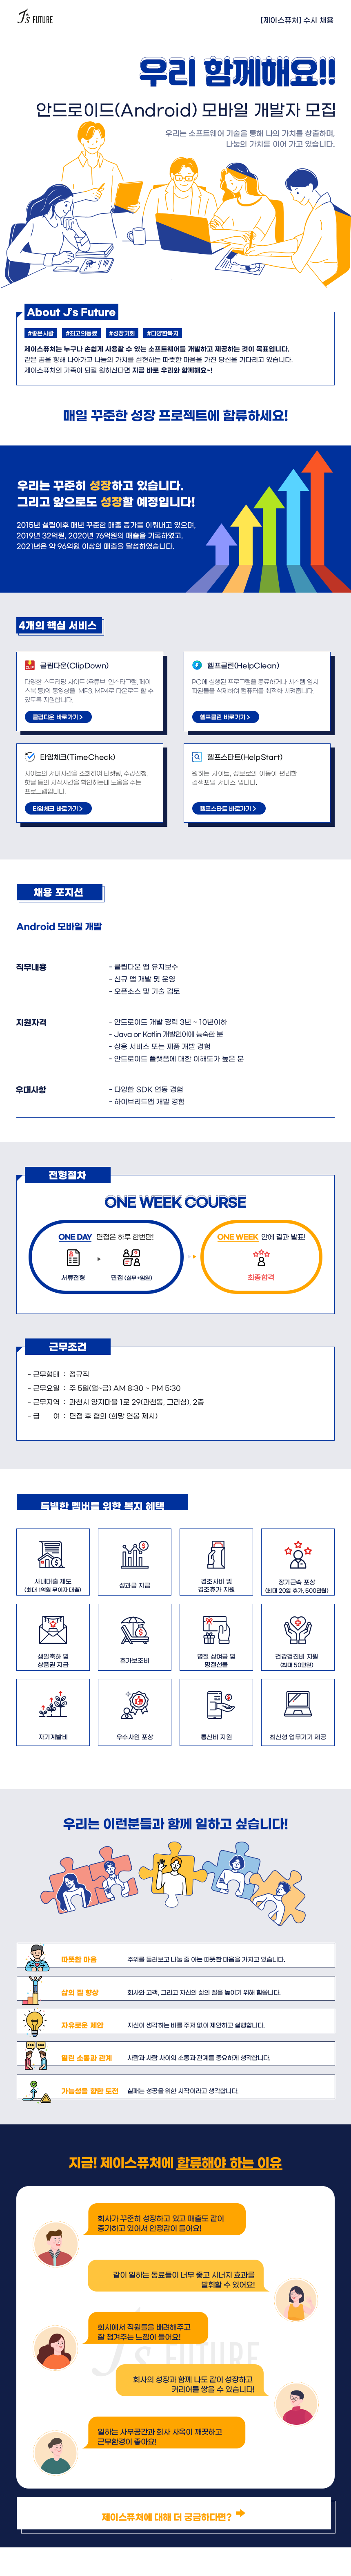 J's FUTURE
[제이스퓨처] 수시 채용
우리 함께해요!!
안드로이드(Android) 모바일 개발자 모집
우리는 소프트웨어 기술을 통해 나의 가치를 창출하며,
나눔의 가치를 이어 가고 있습니다.
About J's Future
#좋은사람 #최고의동료 #성장기회 #다양한복지
제이스퓨처는 누구나 손쉽게 사용할 수 있는 소프트웨어를 개발하고 제공하는 것이 목표입니다.
같은 꿈을 향해 나아가고 나눔의 가치를 실현하는 따뜻한 마음을 가진 당신을 기다리고 있습니다.
제이스퓨처의 가족이 되길 원하신다면 지금 바로 우리와 함께해요~!
매일 꾸준한 성장 프로젝트에 합류하세요!
우리는 꾸준히 성장하고 있습니다.
그리고 앞으로도 성장할 예정입니다!
2015년 설립이후 매년 꾸준한 매출 증가를 이뤄내고 있으며,
2019년 32억원, 2020년 76억원의 매출을 기록하였고,
2021년은 약 96억원 이상의 매출을 달성하였습니다.
4개의 핵심 서비스
클립다운(ClipDown)
다양한 스트리밍 사이트 (유튜브, 인스타그램, 페이
스북 등)의 동영상을 MP3, MP4로 다운로드 할 수
있도록 지원합니다.
클립다운 바로가기 >
헬프클린(HelpClean)
PC에 실행된 프로그램을 종료하거나 시스템 임시
파일들을 삭제하여 컴퓨터를 최적화 시켜줍니다.
헬프클린 바로가기 >
타임체크(TimeCheck)
사이트의 서버시간을 조회하여 티켓팅, 수강신청,
핫딜 등의 시작시간을 확인하는데 도움을 주는
프로그램입니다.
타임체크 바로가기 >
헬프스타트(HelpStart)
원하는 사이트, 정보로의 이동이 편리한
검색포털 서비스 입니다.
헬프스타트 바로가기 >
채용 포지션
Android 모바일 개발
직무내용
- 클립다운 앱 유지보수
- 신규 앱 개발 및 운영
- 오픈소스 및 기술 검토
지원자격
- 안드로이드 개발 경력 3년 ~ 10년이하
- Java or Kotlin 개발언어에 능숙한 분
- 상용 서비스 또는 제품 개발 경험
- 안드로이드 플랫폼에 대한 이해도가 높은 분
우대사항
- 다양한 SDK 연동 경험
- 하이브리드앱 개발 경험
전형절차
ONE WEEK COURSE
ONE DAY 면접은 하루 한번만!
서류전형
면접 (실무+임원)
ONE WEEK 안에 결과 발표!
최종합격
근무조건
- 근무형태 : 정규직
- 근무요일 : 주 5일(월~금) AM 8:30 ~ PM 5:30
- 근무지역 : 과천시 양지마을 1로 29(과천동, 그리심), 2층
- 급 여 : 면접 후 협의 (희망 연봉 제시)
특별한 멤버를 위한 복지 혜택
사내대출 제도
(최대 1억원 무이자 대출)
성과급 지급
경조사비 및
경조휴가 지원
장기근속 포상
(최대 20일 휴가, 500만원)
생일축하 및
상품권 지급
휴가보조비
명절 상여금 및
명절선물
건강검진비 지원
(최대 50만원)
자기계발비
우수사원 포상
통신비 지원
최신형 업무기기 제공
우리는 이런분들과 함께 일하고 싶습니다!
따뜻한 마음 주위를 둘러보고 나눌 줄 아는 따뜻한 마음을 가지고 있습니다.
삶의 질 향상 회사와 고객, 그리고 자신의 삶의 질을 높이기 위해 힘씁니다.
자유로운 제안 자신이 생각하는 바를 주저 없이 제안하고 실행합니다.
열린 소통과 관계 사람과 사람 사이의 소통과 관계를 중요하게 생각합니다.
가능성을 향한 도전 실패는 성공을 위한 시작이라고 생각합니다.
지금! 제이스퓨처에 합류해야 하는 이유
회사가 꾸준히 성장하고 있고 매출도 같이
증가하고 있어서 안정감이 들어요!
같이 일하는 동료들이 너무 좋고 시너지 효과를
발휘할 수 있어요!
회사에서 직원들을 배려해주고
잘 챙겨주는 느낌이 들어요!
J's FUTURE
회사의 성장과 함께 나도 같이 성장하고
커리어를 쌓을 수 있습니다!
일하는 사무공간과 회사 사옥이 깨끗하고
근무환경이 좋아요!
제이스퓨처에 대해 더 궁금하다면?